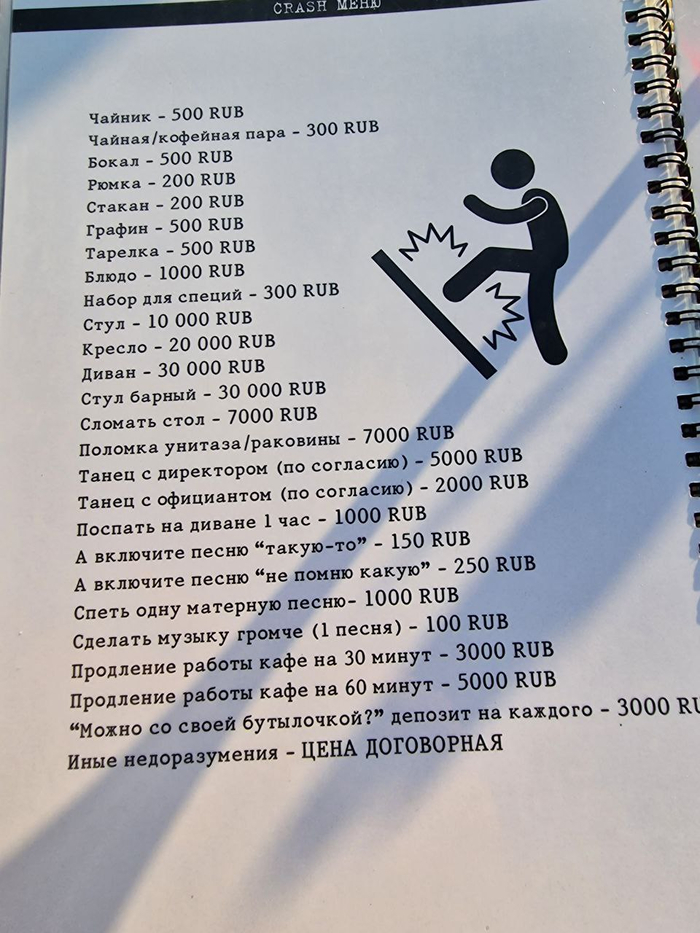 CRASH МЕНЮ
Чайник - 500 RUB
Чайная/кофейная пара - 300 RUB
Бокал - 500 RUB
Рюмка - 200 RUB
Стакан - 200 RUB
Графин - 500 RUB
Тарелка - 500 RUB
Блюдо - 1000 RUB
Набор для специй - 300 RUB
Стул - 10 000 RUB
Кресло - 20 000 RUB
Диван - 30 000 RUB
Стул барный - 30 000 RUB
Сломать стол - 7000 RUB
Поломка унитаза/раковины - 7000 RUB
Танец с директором (по согласию) - 5000 RUB
Танец с официантом (по согласию) - 2000 RUB
Поспать на диване 1 час - 1000 RUB
А включите песню “такую-то” - 150 RUB
А включите песню “не помню какую” - 250 RUB
Спеть одну матерную песню- 1000 RUB
Сделать музыку громче (1 песня) - 100 RUB
Продление работы кафе на 30 минут - 3000 RUB
Продление работы кафе на 60 минут - 5000 RUB
“Можно со своей бутылочкой?” депозит на каждого - 3000 RU
Иные недоразумения - ЦЕНА ДОГОВОРНАЯ